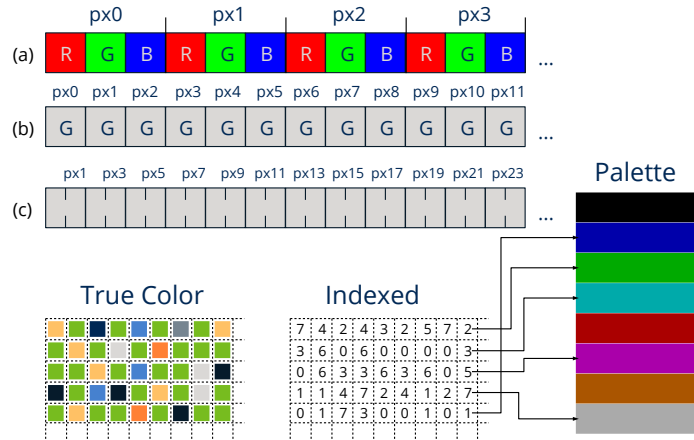 px0 px1 px2 px3
(a) R G B R G B R G B R G B ...
px0 px1 px2 px3 px4 px5 px6 px7 px8 px9 px10 px11
(b) G G G G G G G G G G G G ...
px1 px3 px5 px7 px9 px11 px13 px15 px17 px19 px21 px23
(c) ...
Palette
True Color
Indexed
7 4 2 4 3 2 5 7 2
3 6 0 6 0 0 0 0 3
0 6 3 3 6 3 6 0 5
1 1 4 7 2 4 1 2 7
0 1 7 3 0 0 1 0 1